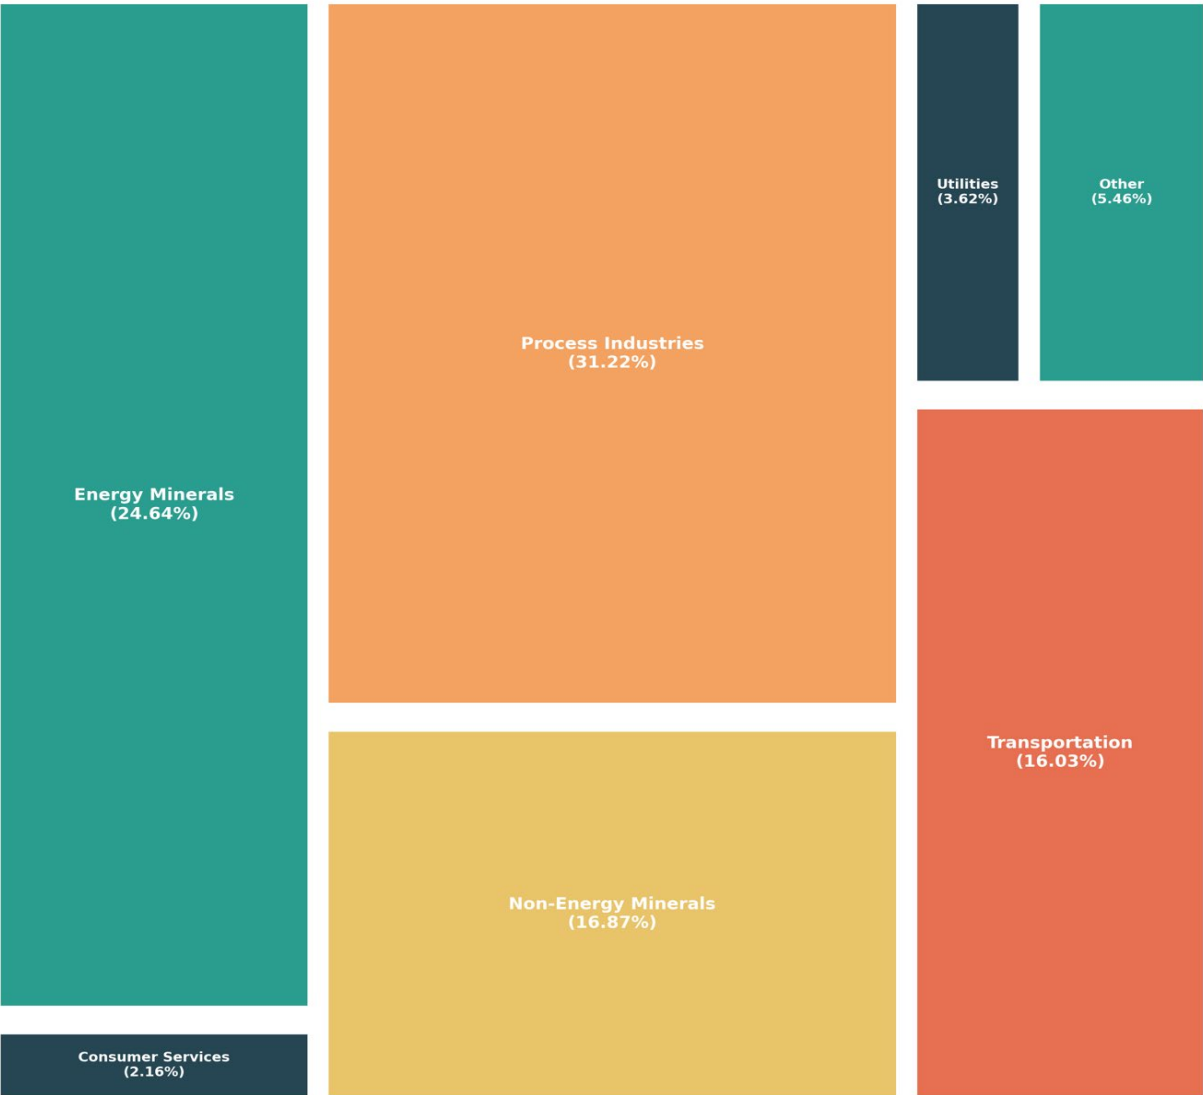 Energy Minerals
(24.64%)
Consumer Services
(2.16%)
Process Industries
(31.22%)
Non-Energy Minerals
(16.87%)
Utilities
(3.62%)
Other
(5.46%)
Transportation
(16.03%)